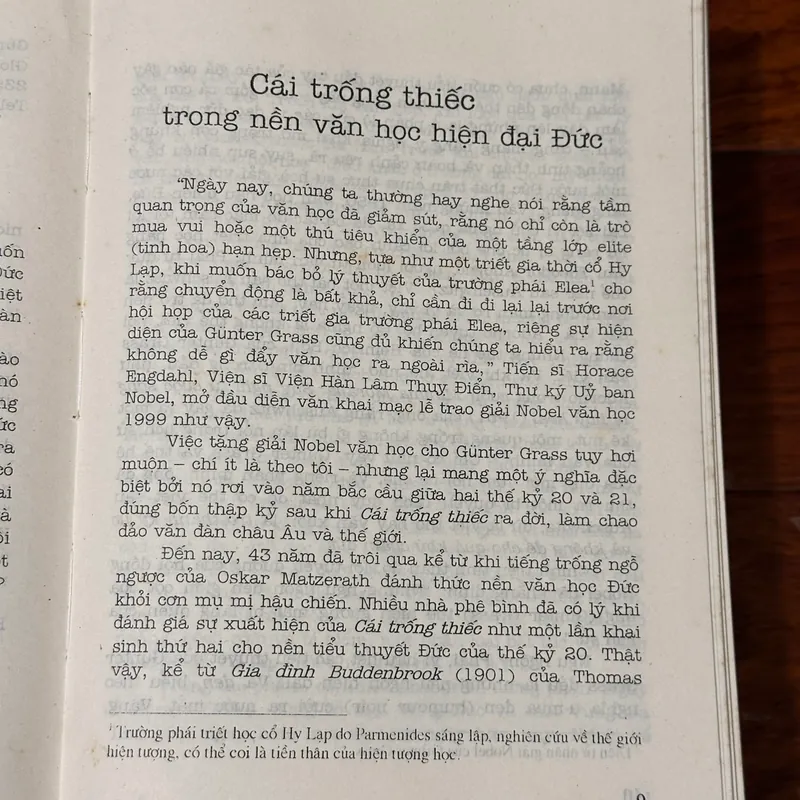 Cái trống thiếc
trong nền văn học hiện đại Đức
"Ngày nay, chúng ta thường hay nghe nói rằng tầm
quan trọng của văn học đã giảm sút, rằng nó chỉ còn là trò
mua vui hoặc một thú tiêu khiển của một tầng lớp elite
(tinh hoa) hạn hẹp. Nhưng, tựa như một triết gia thời cổ Hy
Lạp, khi muốn bác bỏ lý thuyết của trường phái Elea¹ cho
rằng chuyển động là bất khả, chỉ cần đi đi lại lại trước nơi
hội họp của các triết gia trường phái Elea, riêng sự hiện
diện của Günter Grass cũng đủ khiến chúng ta hiểu ra rằng
không dễ gì đẩy văn học ra ngoài rìa," Tiến sĩ Horace
Engdahl, Viện sĩ Viện Hàn Lâm Thuỵ Điển, Thư ký Uỷ ban
Nobel, mở đầu diễn văn khai mạc lễ trao giải Nobel văn học
1999 như vậy.
Việc tặng giải Nobel văn học cho Günter Grass tuy hơi
muộn – chí ít là theo tôi – nhưng lại mang một ý nghĩa đặc
biệt bởi nó rơi vào năm bắc cầu giữa hai thế kỷ 20 và 21,
đúng bốn thập kỷ sau khi Cái trống thiếc ra đời, làm chao
đảo văn đàn châu Âu và thế giới.
Đến nay, 43 năm đã trôi qua kể từ khi tiếng trống ngỗ
ngược của Oskar Matzerath đánh thức nền văn học Đức
khỏi cơn mụ mị hậu chiến. Nhiều nhà phê bình đã có lý khi
đánh giá sự xuất hiện của Cái trống thiếc như một lần khai
sinh thứ hai cho nền tiểu thuyết Đức của thế kỷ 20. Thật
vậy, kể từ Gia đình Buddenbrook (1901) của Thomas
¹ Trường phái triết học cổ Hy Lạp do Parmenides sáng lập, nghiên cứu về thế giới
hiện tượng, có thể coi là tiền thân của hiện tượng học.